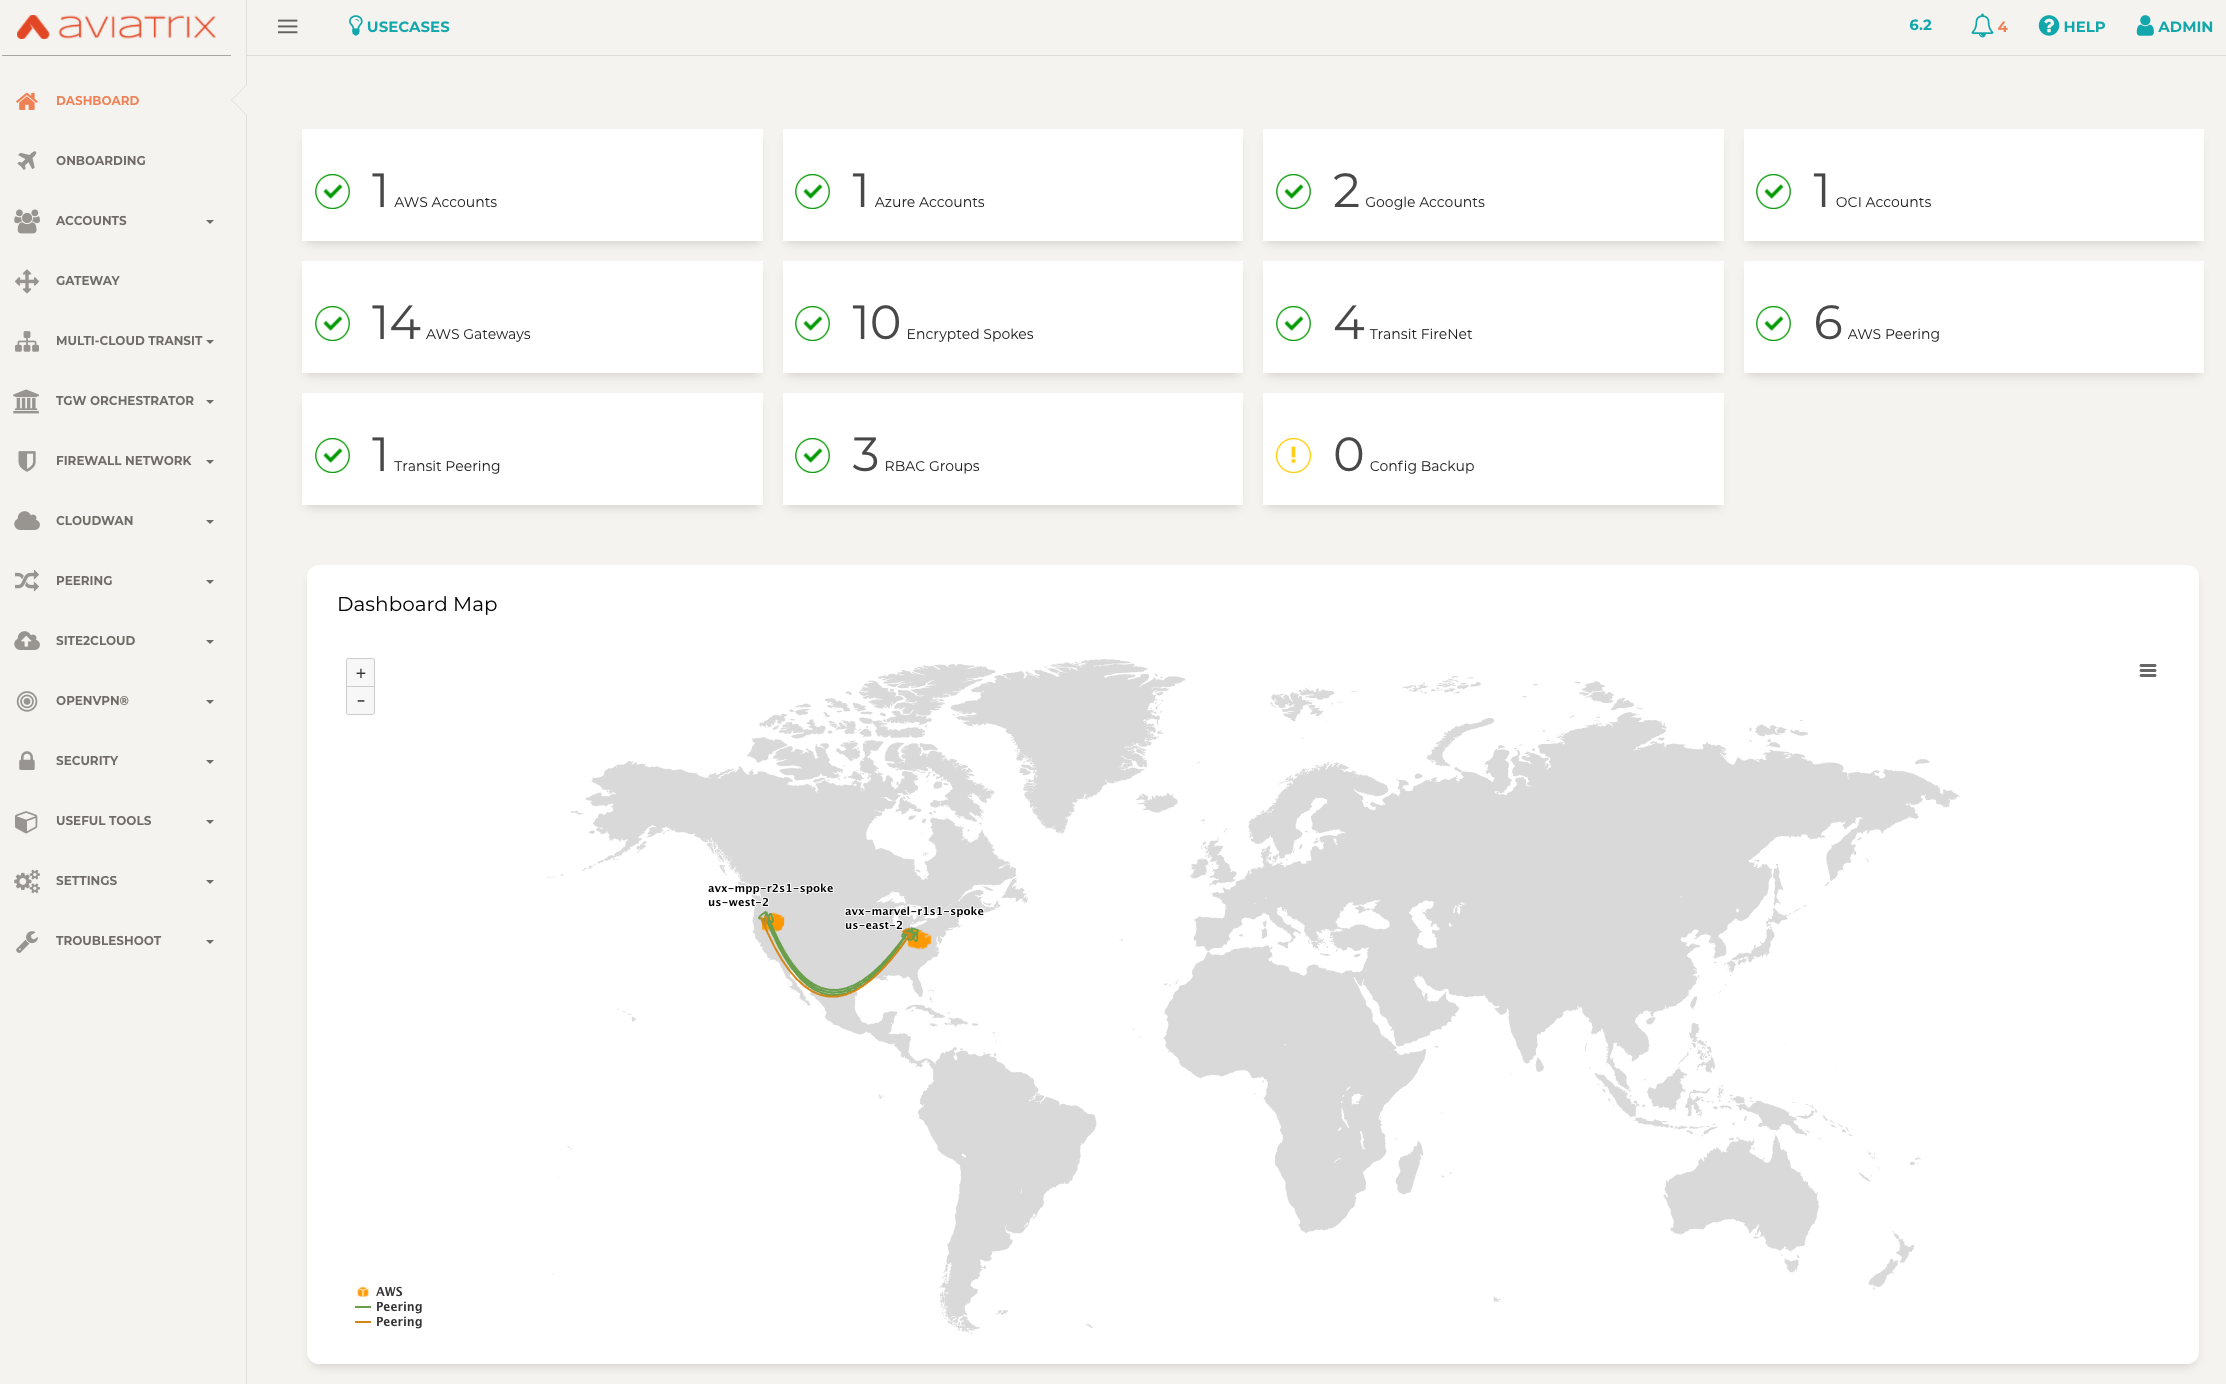 aviatrix
USECASES
6.2
4
HELP
ADMIN
DASHBOARD
ONBOARDING
ACCOUNTS
GATEWAY
MULTI-CLOUD TRANSIT
TGW ORCHESTRATOR
FIREWALL NETWORK
CLOUDWAN
PEERING
SITE2CLOUD
OPENVPN®
SECURITY
USEFUL TOOLS
SETTINGS
TROUBLESHOOT
1 AWS Accounts
1 Azure Accounts
2 Google Accounts
1 OCI Accounts
14 AWS Gateways
10 Encrypted Spokes
4 Transit FireNet
6 AWS Peering
1 Transit Peering
3 RBAC Groups
0 Config Backup
Dashboard Map
+
-
avx-mpp-r2s1-spoke
us-west-2
avx-marvel-r1s1-spoke
us-east-2
AWS
Peering
Peering